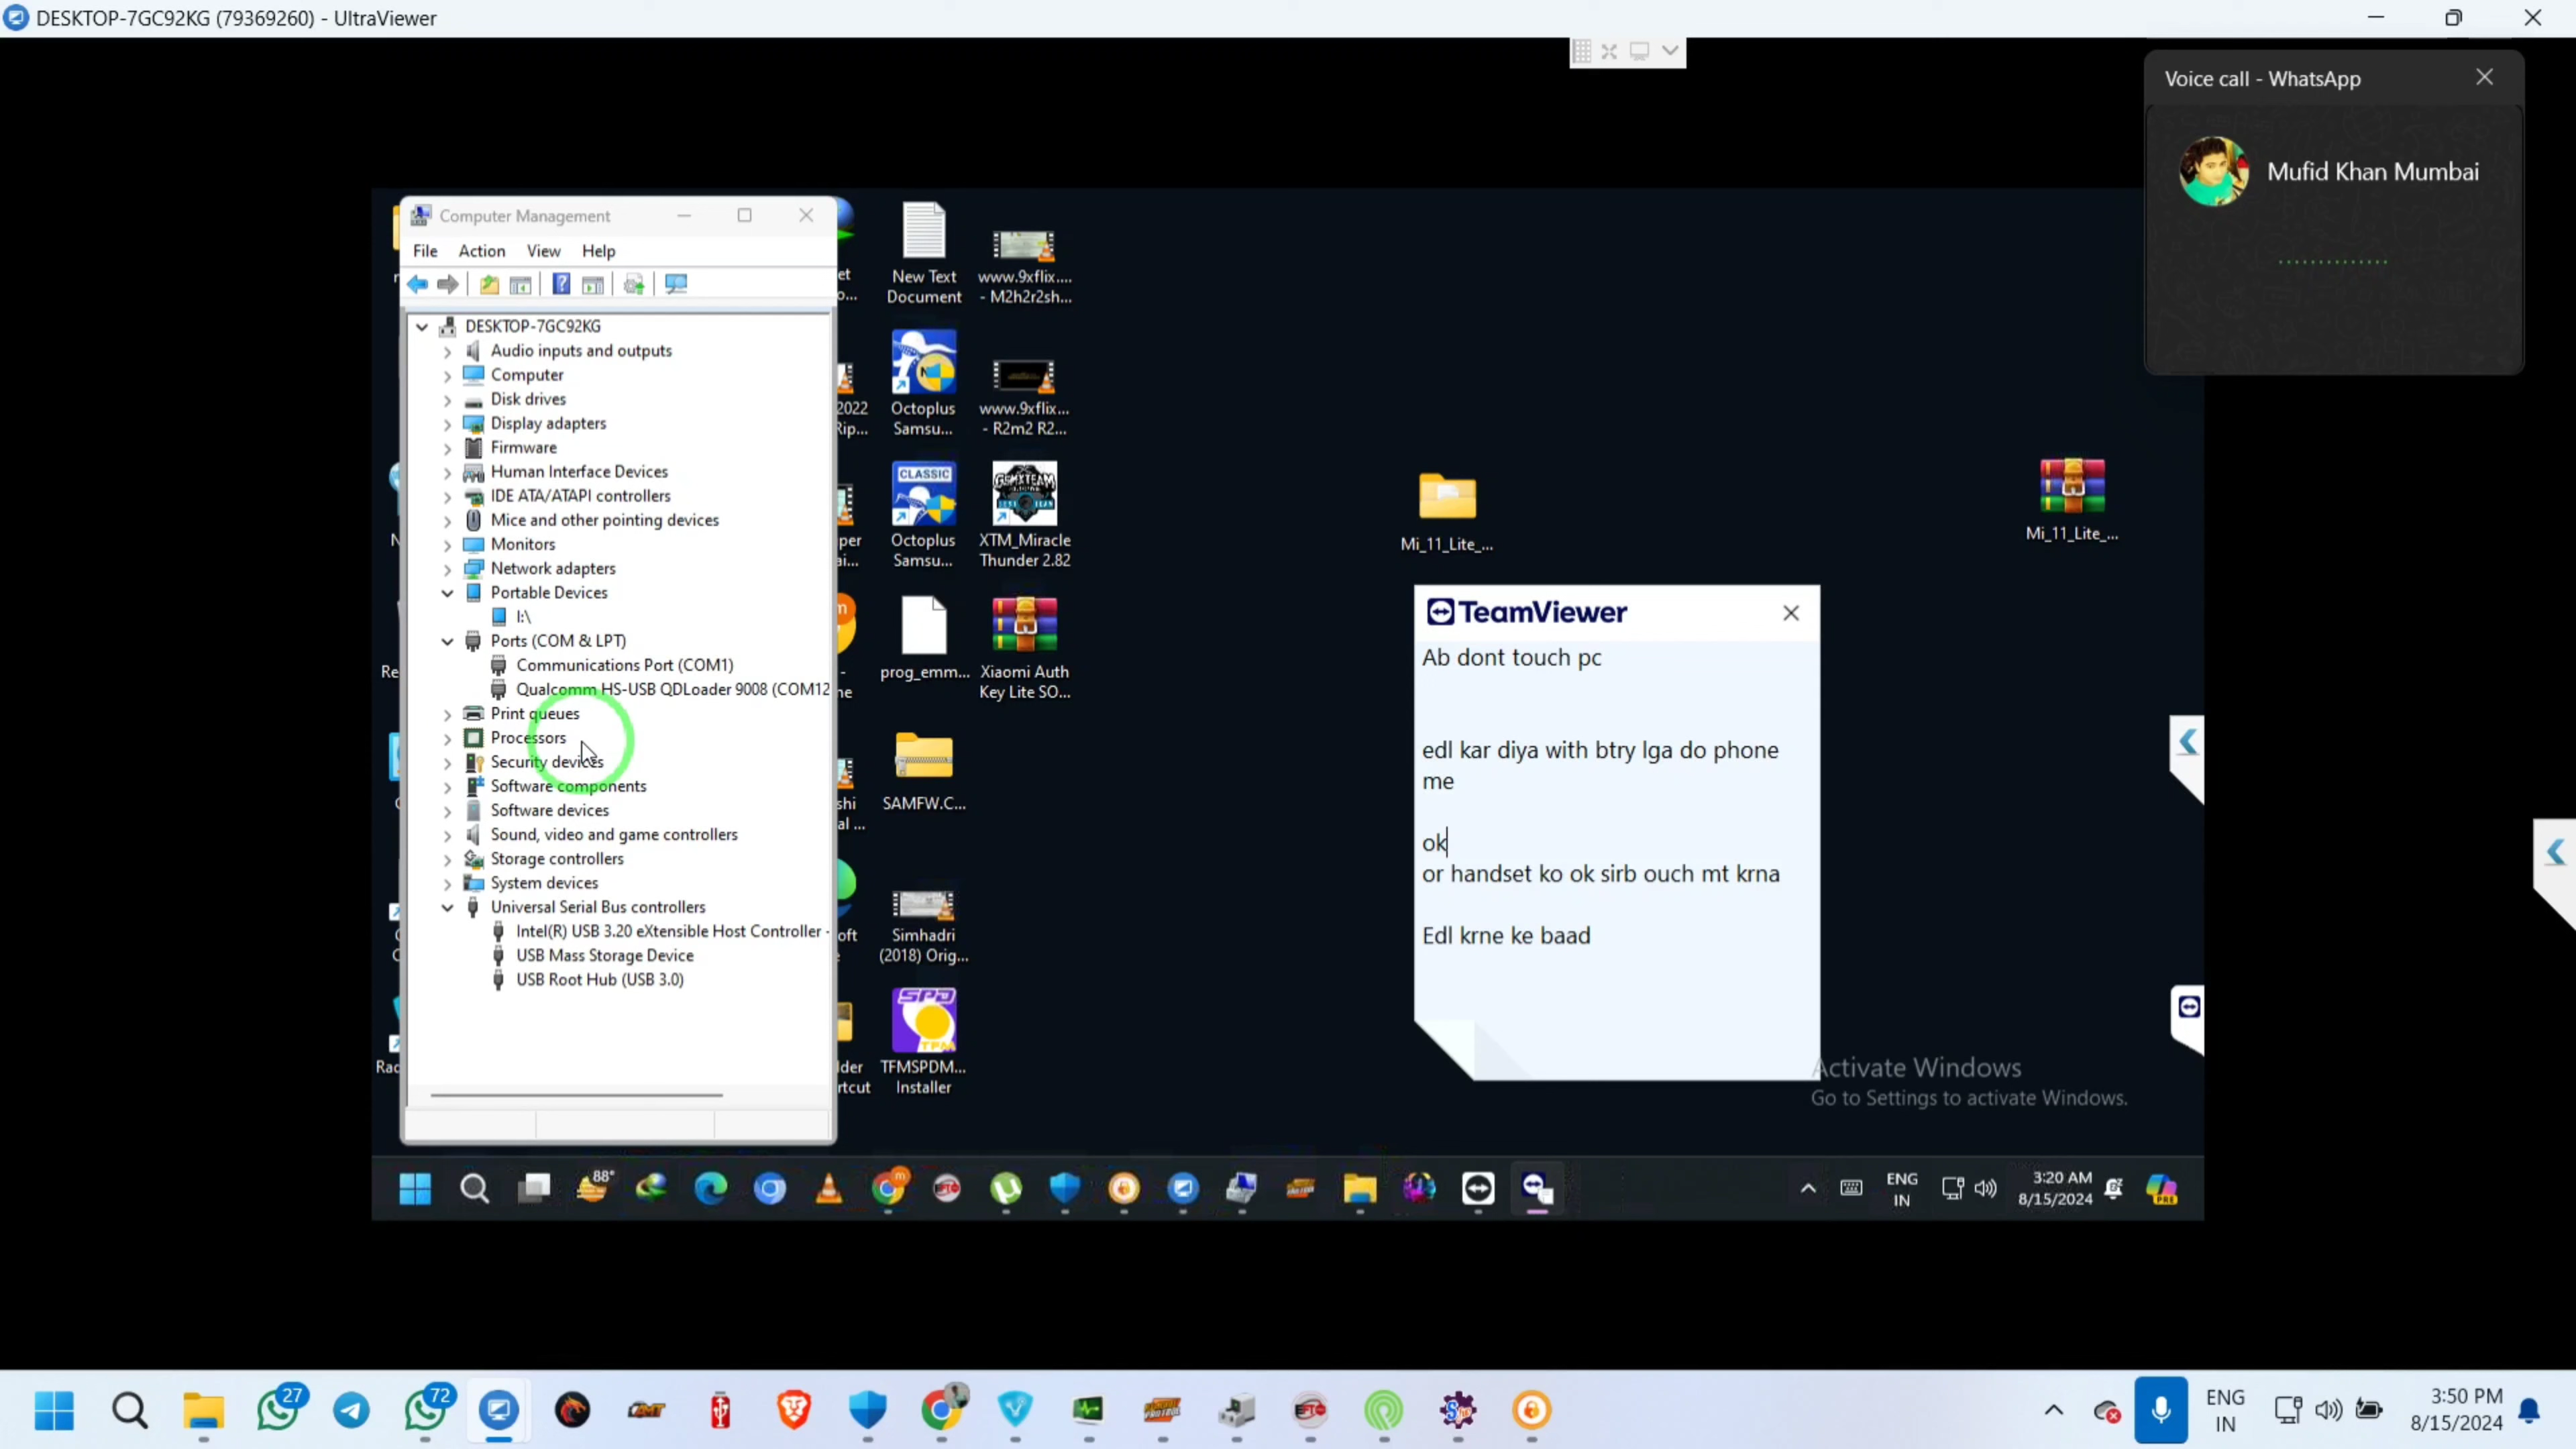 DESKTOP-7GC92KG (79369260) - UltraViewer
Voice call - WhatsApp
Mufid Khan Mumbai
Computer Management
File Action View Help
DESKTOP-7GC92KG
Audio inputs and outputs
Computer
Disk drives
Display adapters
Firmware
Human Interface Devices
IDE ATA/ATAPI controllers
Mice and other pointing devices
Monitors
Network adapters
Portable Devices
I:\
Ports (COM & LPT)
Communications Port (COM1)
Qualcomm HS-USB QDLoader 9008 (COM12
Print queues
Processors
Security devices
Software components
Software devices
Sound, video and game controllers
Storage controllers
System devices
Universal Serial Bus controllers
Intel(R) USB 3.20 eXtensible Host Controller -
USB Mass Storage Device
USB Root Hub (USB 3.0)
New Text
Document
www.9xflix....
- M2h2r2sh...
Octoplus
Samsu...
www.9xflix...
- R2m2 R2...
CLASSIC
Octoplus
Samsu...
XTM_Miracle
Thunder 2.82
prog_emm...
Xiaomi Auth
Key Lite SO...
SAMFW.C...
Simhadri
(2018) Orig...
SPD
TFMSPDM...
Installer
Mi_11_Lite_...
Mi_11_Lite_...
TeamViewer
Ab dont touch pc
edl kar diya with btry lga do phone
me
ok
or handset ko ok sirb ouch mt krna
Edl krne ke baad
Activate Windows
Go to Settings to activate Windows.
88°
ENG
IN
3:20 AM
8/15/2024
27
72
ENG
IN
3:50 PM
8/15/2024